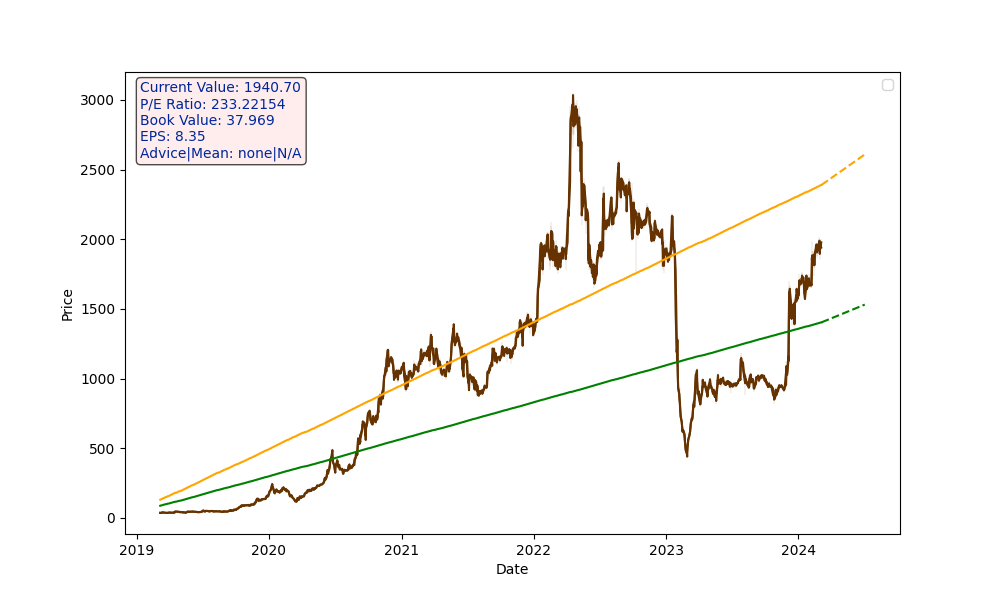 Current Value: 1940.70
P/E Ratio: 233.22154
Book Value: 37.969
EPS: 8.35
Advice|Mean: none|N/A
3000
2500
2000
1500
1000
500
0
Price
2019 2020 2021 2022 2023 2024
Date